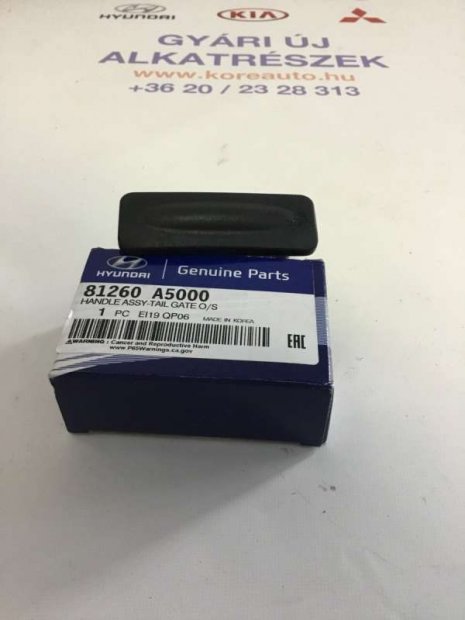 HYUNDAI KIA
GYÁRI ÚJ
ALKATRÉSZEK
www.koreauto.hu
+36 20 / 23 28 313
HYUNDAI Genuine Parts
81260 A5000
HANDLE ASSY-TAIL GATE O/S
1 PC EI19 QP06 MADE IN KOREA
WARNING : Cancer and Reproductive Harm
www.P65Warnings.ca.gov
EAC